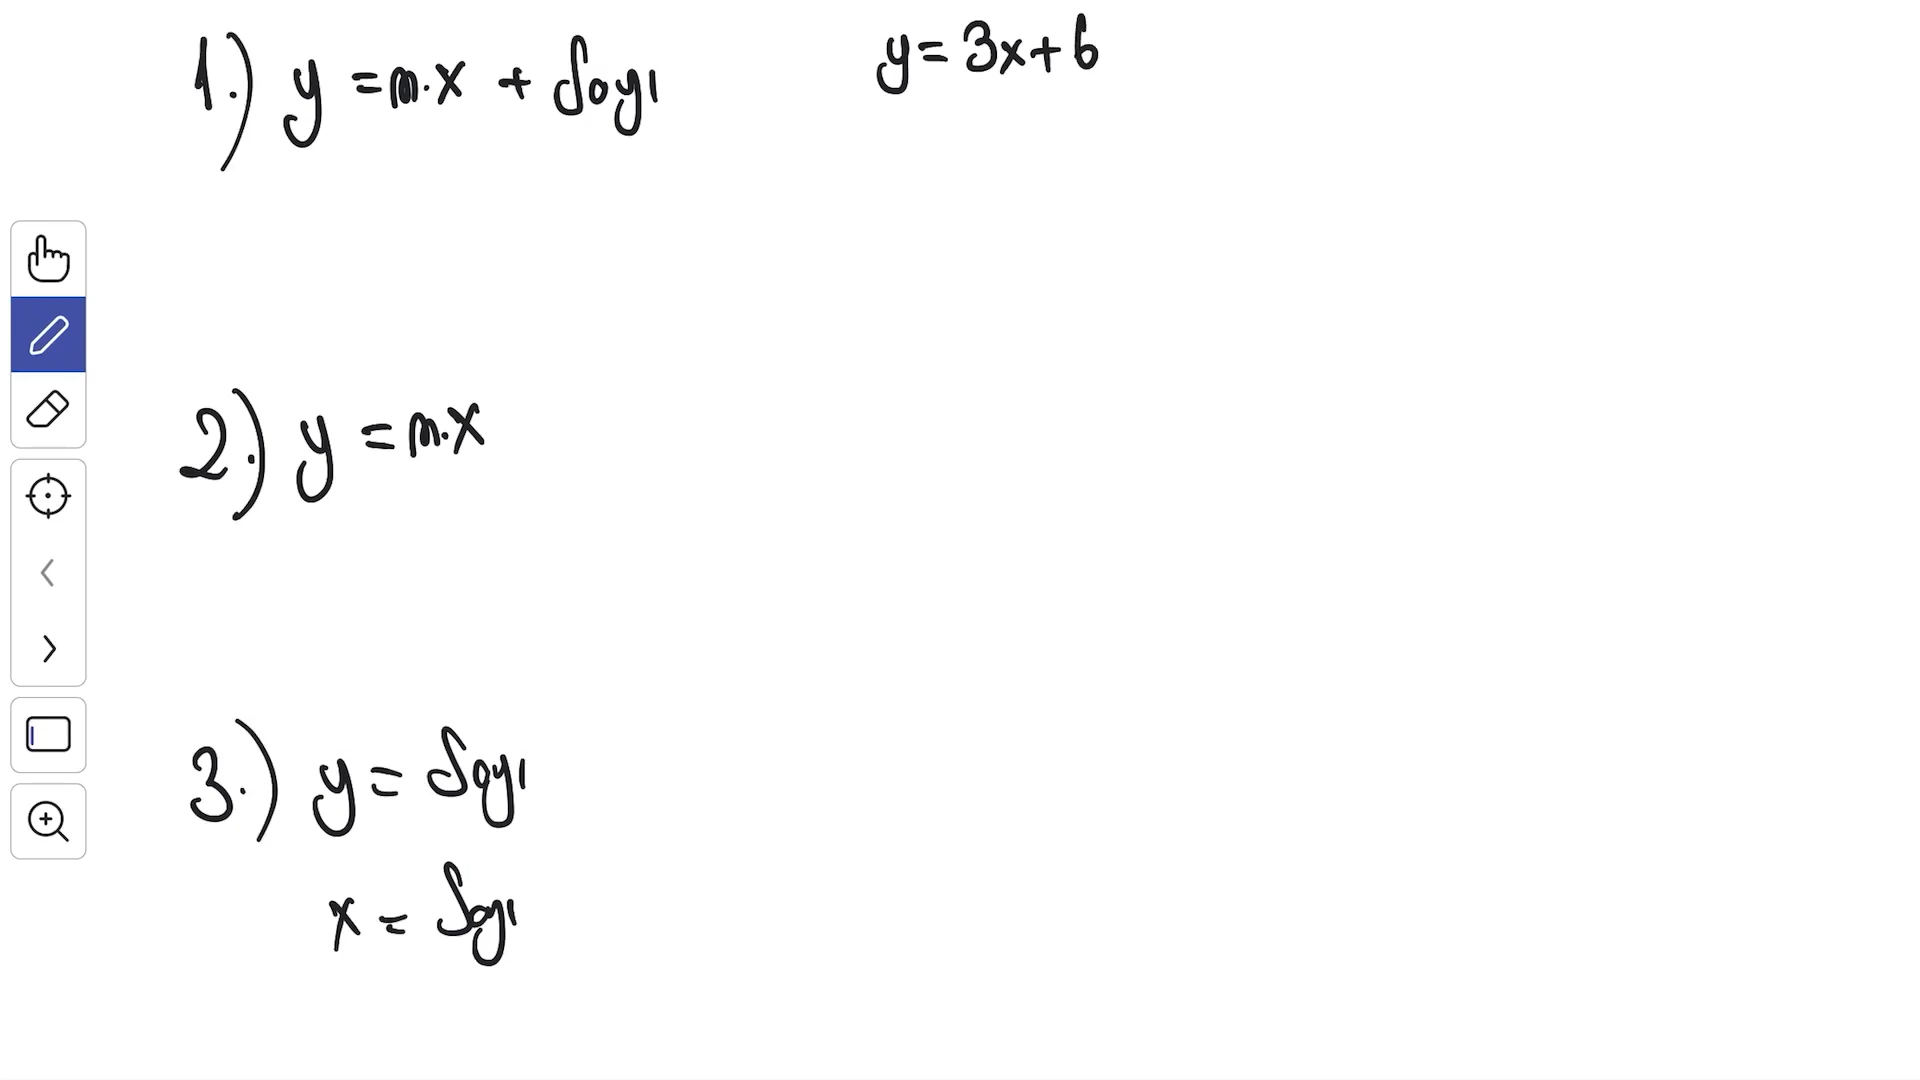 1.) y = m.x + Sayı
y = 3x + 6
2.) y = m.x
3.) y = Sayı
x = Sayı